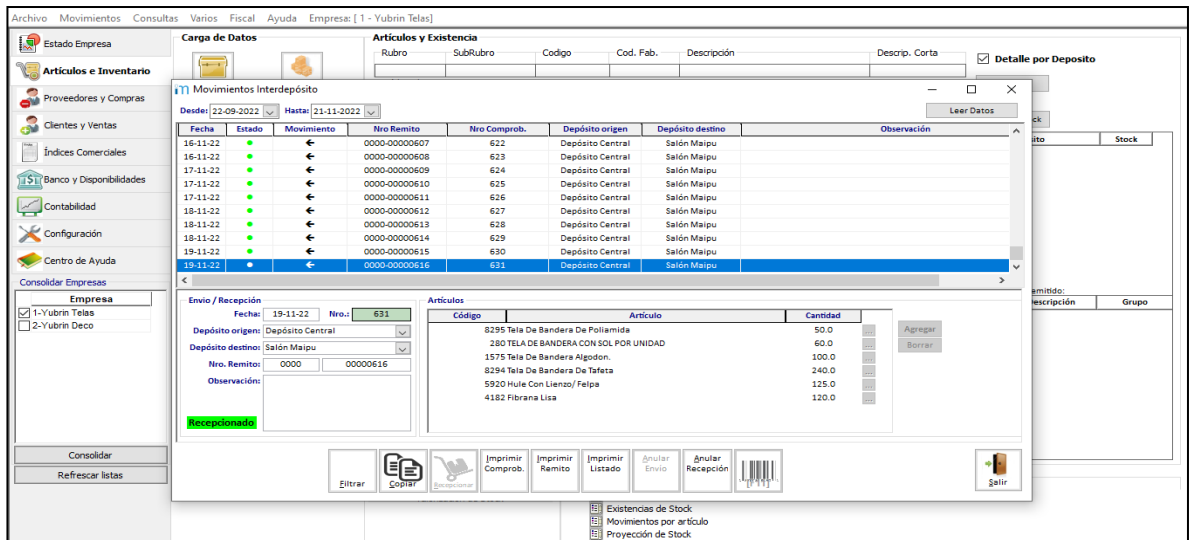 Archivo Movimientos Consultas Varios Fiscal Ayuda Empresa: [ 1 - Yubrin Telas]
Estado Empresa
Artículos e Inventario
Proveedores y Compras
Clientes y Ventas
Índices Comerciales
Banco y Disponibilidades
Contabilidad
Configuración
Centro de Ayuda
Consolidar Empresas
Empresa
1-Yubrin Telas
2-Yubrin Deco
Consolidar
Refrescar listas
Carga de Datos
Artículos y Existencia
Rubro SubRubro Codigo Cod. Fab. Descripción Descrip. Corta
Detalle por Deposito
Movimientos Interdepósito
Desde: 22-09-2022 Hasta: 21-11-2022 Leer Datos
Fecha Estado Movimiento Nro Remito Nro Comprob. Depósito origen Depósito destino Observación
16-11-22 0000-00000607 622 Depósito Central Salón Maipu
16-11-22 0000-00000608 623 Depósito Central Salón Maipu
17-11-22 0000-00000609 624 Depósito Central Salón Maipu
17-11-22 0000-00000610 625 Depósito Central Salón Maipu
17-11-22 0000-00000611 626 Depósito Central Salón Maipu
18-11-22 0000-00000612 627 Depósito Central Salón Maipu
18-11-22 0000-00000613 628 Depósito Central Salón Maipu
18-11-22 0000-00000614 629 Depósito Central Salón Maipu
19-11-22 0000-00000615 630 Depósito Central Salón Maipu
19-11-22 0000-00000616 631 Depósito Central Salón Maipu
Envio / Recepción
Fecha: 19-11-22 Nro.: 631
Depósito origen: Depósito Central
Depósito destino: Salón Maipu
Nro. Remito: 0000 00000616
Observación:
Recepcionado
Artículos
Código Artículo Cantidad
8295 Tela De Bandera De Poliamida 50.0 ...
280 TELA DE BANDERA CON SOL POR UNIDAD 60.0 ...
1575 Tela De Bandera Algodon. 100.0 ...
8294 Tela De Bandera De Tafeta 240.0 ...
5920 Hule Con Lienzo/ Felpa 125.0 ...
4182 Fibrana Lisa 120.0 ...
Agregar
Borrar
Filtrar
Copiar
Recepcionar
Imprimir Comprob.
Imprimir Remito
Imprimir Listado
Anular Envio
Anular Recepción
[F11]
Salir
ck
ito Stock
emitido:
escripción Grupo
Existencias de Stock
Movimientos por artículo
Proyección de Stock